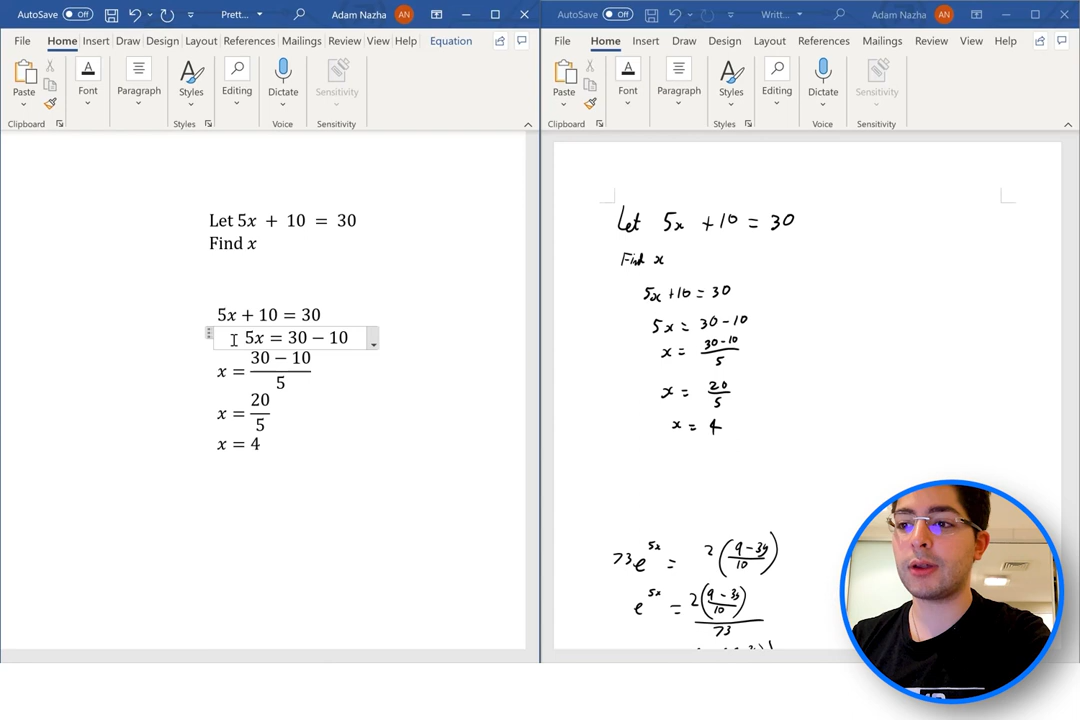 AutoSave Off Prett... Adam Nazha AN
File Home Insert Draw Design Layout References Mailings Review View Help Equation
Paste Font Paragraph Styles Editing Dictate Sensitivity
Clipboard Styles Voice Sensitivity
Let 5x + 10 = 30
Find x
5x + 10 = 30
5x = 30 − 10
x = (30 − 10)/5
x = 20/5
x = 4
AutoSave Off Writt... Adam Nazha AN
File Home Insert Draw Design Layout References Mailings Review View Help
Paste Font Paragraph Styles Editing Dictate Sensitivity
Clipboard Styles Voice Sensitivity
Let 5x + 10 = 30
Find x
5x + 10 = 30
5x = 30 − 10
x = (30 − 10)/5
x = 20/5
x = 4
73e^5x = 2((9 − 3y)/10)
e^5x = 2((9 − 3y)/10)/73